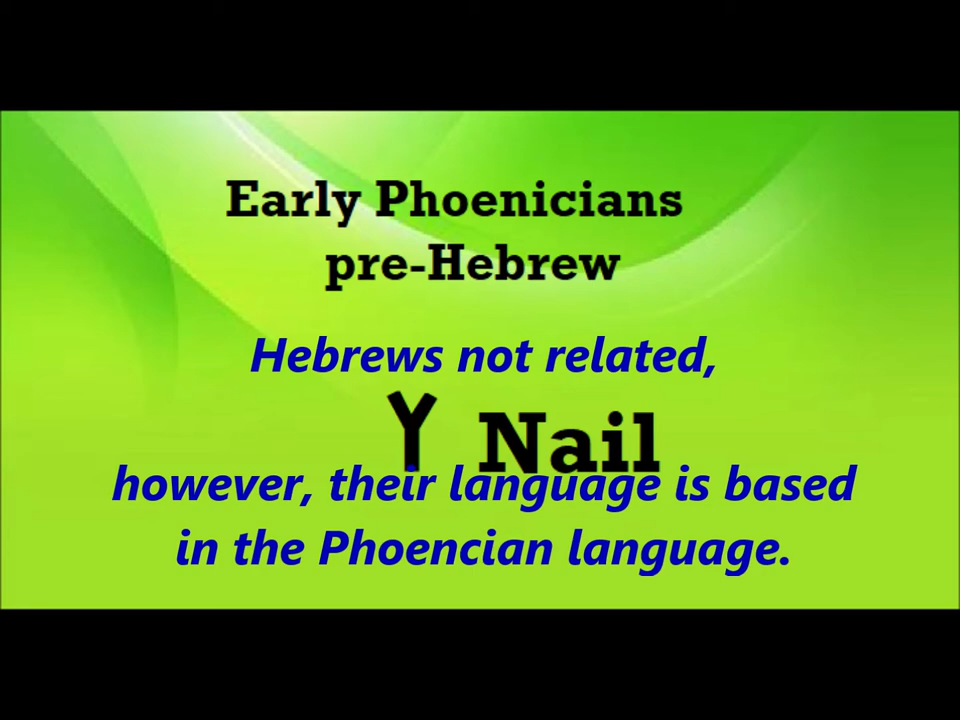 Early Phoenicians
pre-Hebrew
Hebrews not related,
Y Nail
however, their language is based
in the Phoencian language.